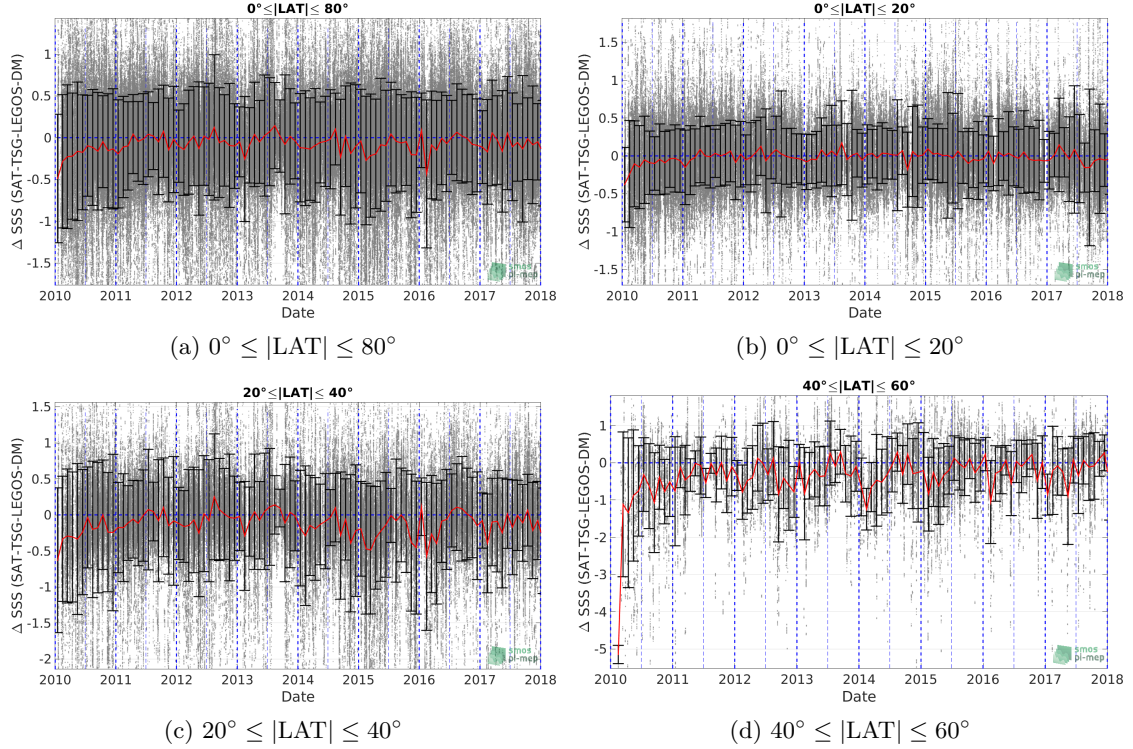 0°≤|LAT|≤ 80°
Δ SSS (SAT-TSG-LEGOS-DM)
1
0.5
0
-0.5
-1
-1.5
2010 2011 2012 2013 2014 2015 2016 2017 2018
Date
smos
pi-mep
(a) 0° ≤ |LAT| ≤ 80°
0°≤|LAT|≤ 20°
Δ SSS (SAT-TSG-LEGOS-DM)
1.5
1
0.5
0
-0.5
-1
-1.5
2010 2011 2012 2013 2014 2015 2016 2017 2018
Date
smos
pi-mep
(b) 0° ≤ |LAT| ≤ 20°
20°≤|LAT|≤ 40°
Δ SSS (SAT-TSG-LEGOS-DM)
1.5
1
0.5
0
-0.5
-1
-1.5
-2
2010 2011 2012 2013 2014 2015 2016 2017 2018
Date
smos
pi-mep
(c) 20° ≤ |LAT| ≤ 40°
40°≤|LAT|≤ 60°
Δ SSS (SAT-TSG-LEGOS-DM)
1
0
-1
-2
-3
-4
-5
2010 2011 2012 2013 2014 2015 2016 2017 2018
Date
smos
pi-mep
(d) 40° ≤ |LAT| ≤ 60°